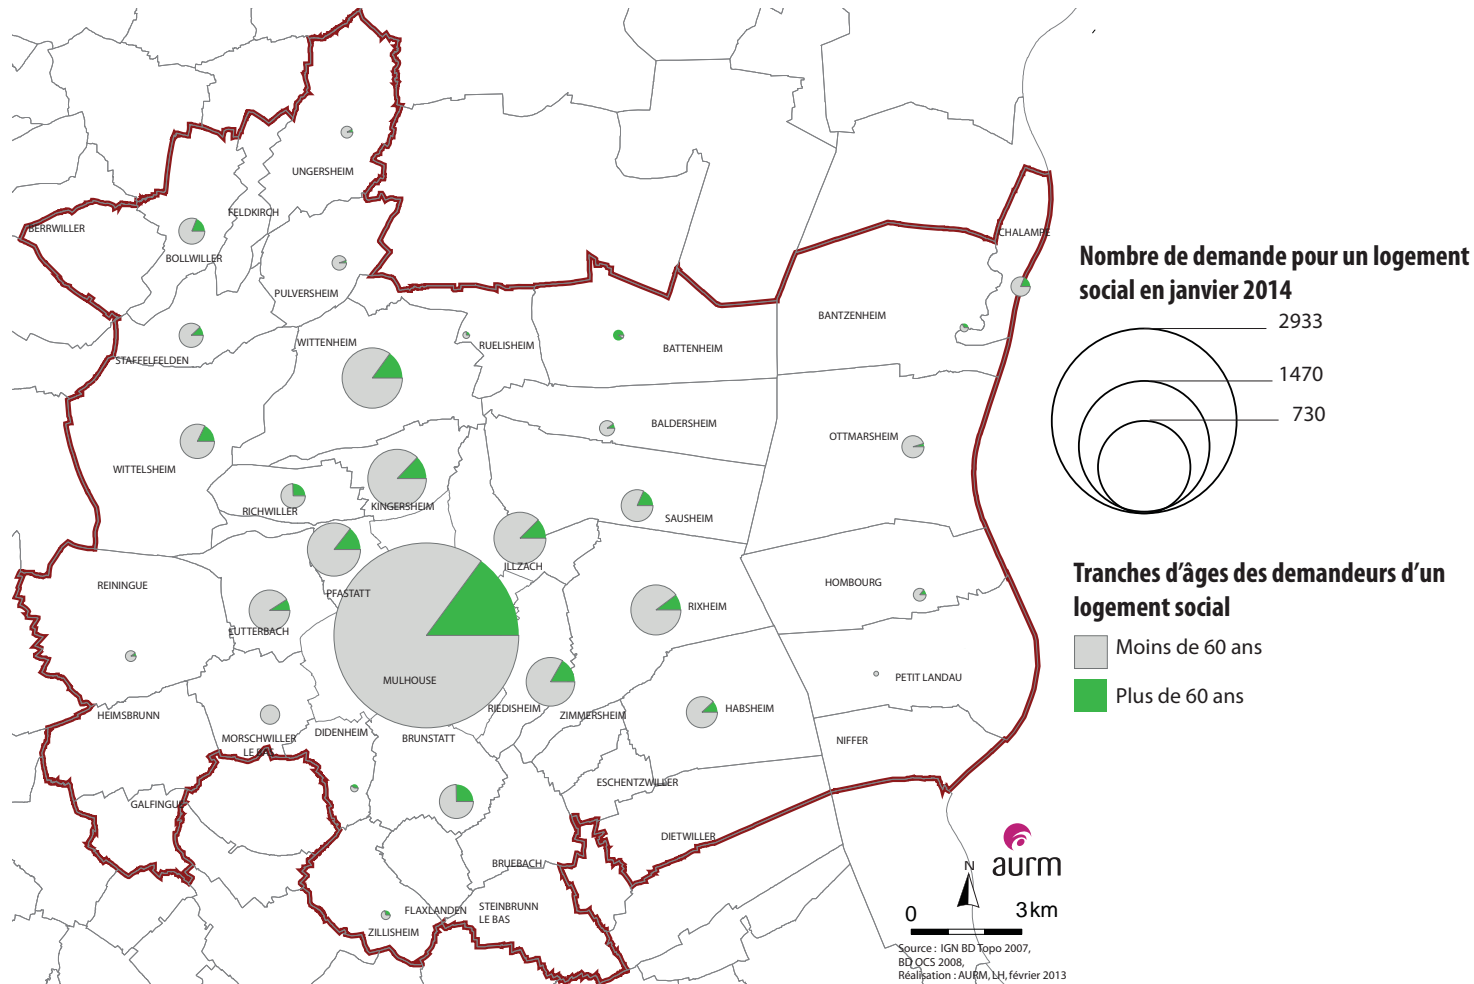 UNGERSHEIM
FELDKIRCH
BERRWILLER
BOLLWILLER
CHALAMPE
PULVERSHEIM
BANTZENHEIM
STAFFELFELDEN
WITTENHEIM
RUELISHEIM
BATTENHEIM
BALDERSHEIM
OTTMARSHEIM
WITTELSHEIM
RICHWILLER
KINGERSHEIM
SAUSHEIM
ILLZACH
REININGUE
PFASTATT
HOMBOURG
RIXHEIM
LUTTERBACH
MULHOUSE
PETIT LANDAU
RIEDISHEIM
ZIMMERSHEIM
HABSHEIM
HEIMSBRUNN
MORSCHWILLER
LE BAS
DIDENHEIM
BRUNSTATT
NIFFER
ESCHENTZWILLER
GALFINGUE
DIETWILLER
BRUEBACH
FLAXLANDEN
STEINBRUNN
LE BAS
ZILLISHEIM
Nombre de demande pour un logement
social en janvier 2014
2933
1470
730
Tranches d'âges des demandeurs d'un
logement social
Moins de 60 ans
Plus de 60 ans
aurm
N
0 3 km
Source : IGN BD Topo 2007,
BD OCS 2008,
Réalisation : AURM, LH, février 2013